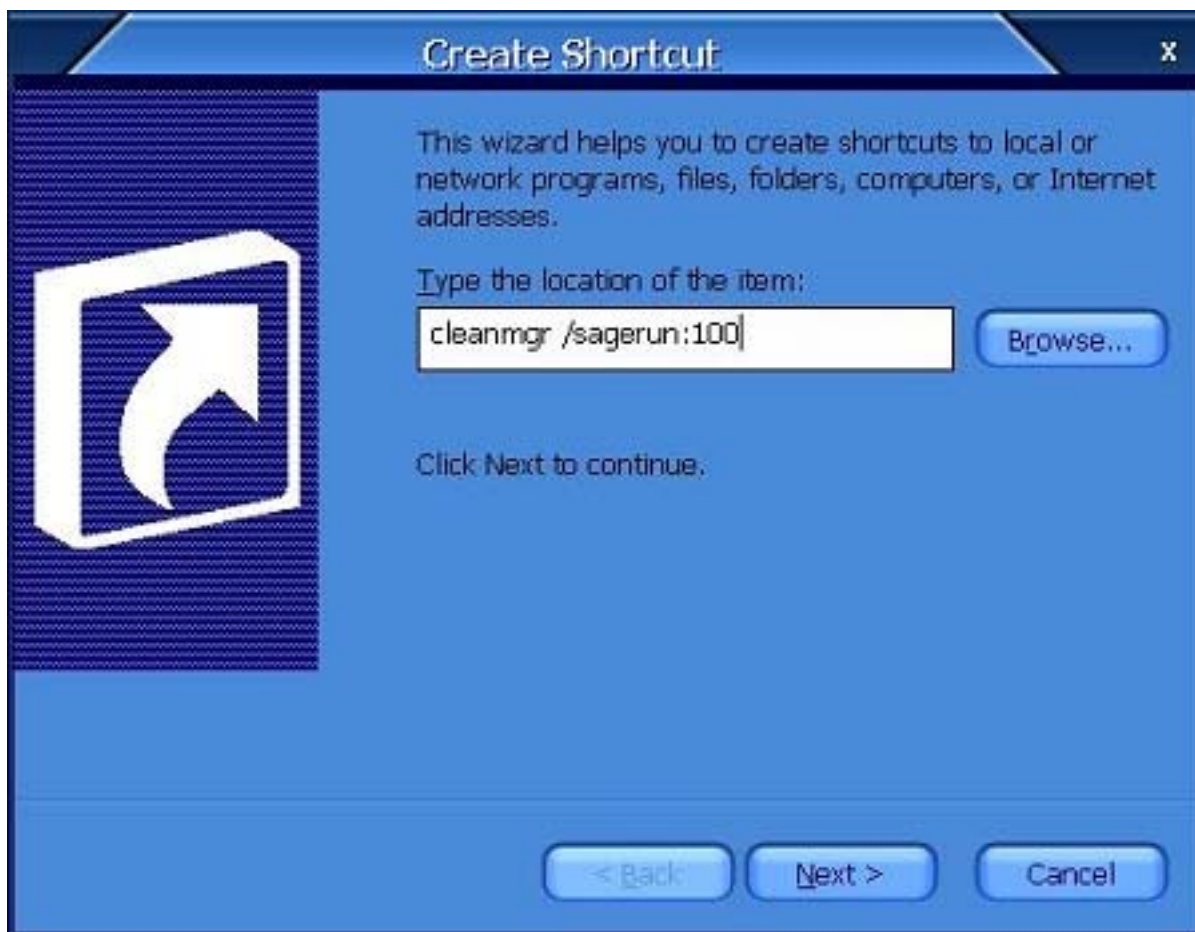 Create Shortcut
x
This wizard helps you to create shortcuts to local or
network programs, files, folders, computers, or Internet
addresses.
Type the location of the item:
cleanmgr /sagerun:100
Browse...
Click Next to continue.
< Back
Next >
Cancel